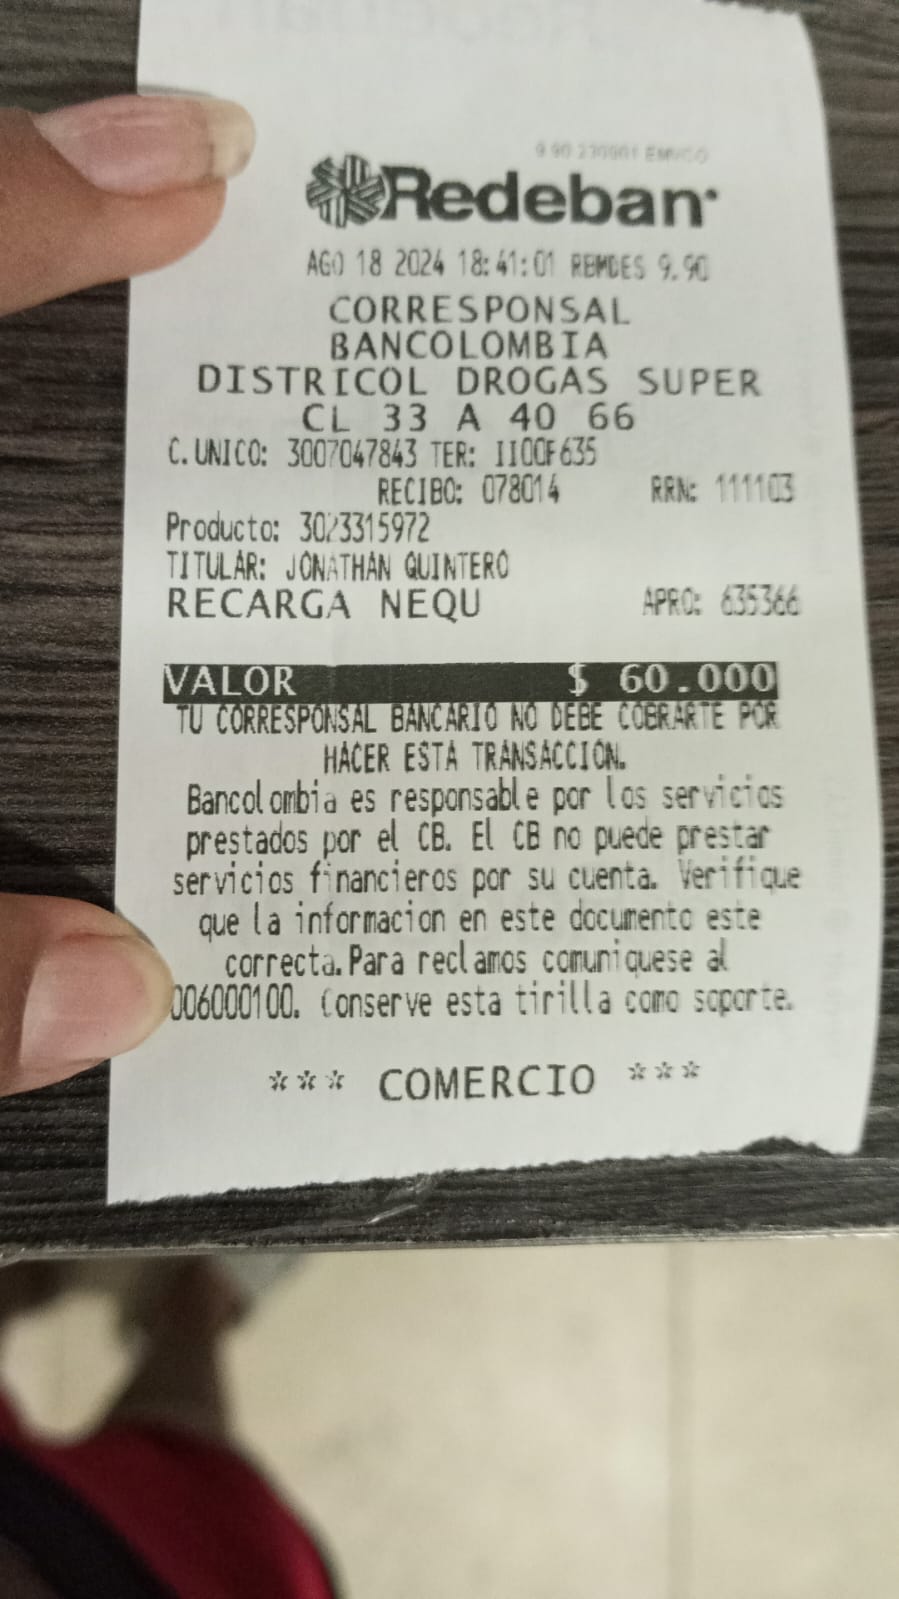 Redeban
AGO 18 2024 18:41:01 RBMDES 9.90
CORRESPONSAL
BANCOLOMBIA
DISTRICOL DROGAS SUPER
CL 33 A 40 66
C.UNICO: 3007047843 TER: II00F635
RECIBO: 078014 RRN: 111103
Producto: 3023315972
TITULAR: JONATHAN QUINTERO
RECARGA NEQU APRO: 635366
VALOR $ 60.000
TU CORRESPONSAL BANCARIO NO DEBE COBRARTE POR
HACER ESTA TRANSACCION.
Bancolombia es responsable por los servicios
prestados por el CB. El CB no puede prestar
servicios financieros por su cuenta. Verifique
que la informacion en este documento este
correcta.Para reclamos comuniquese al
006000100. Conserve esta tirilla como soporte.
*** COMERCIO ***